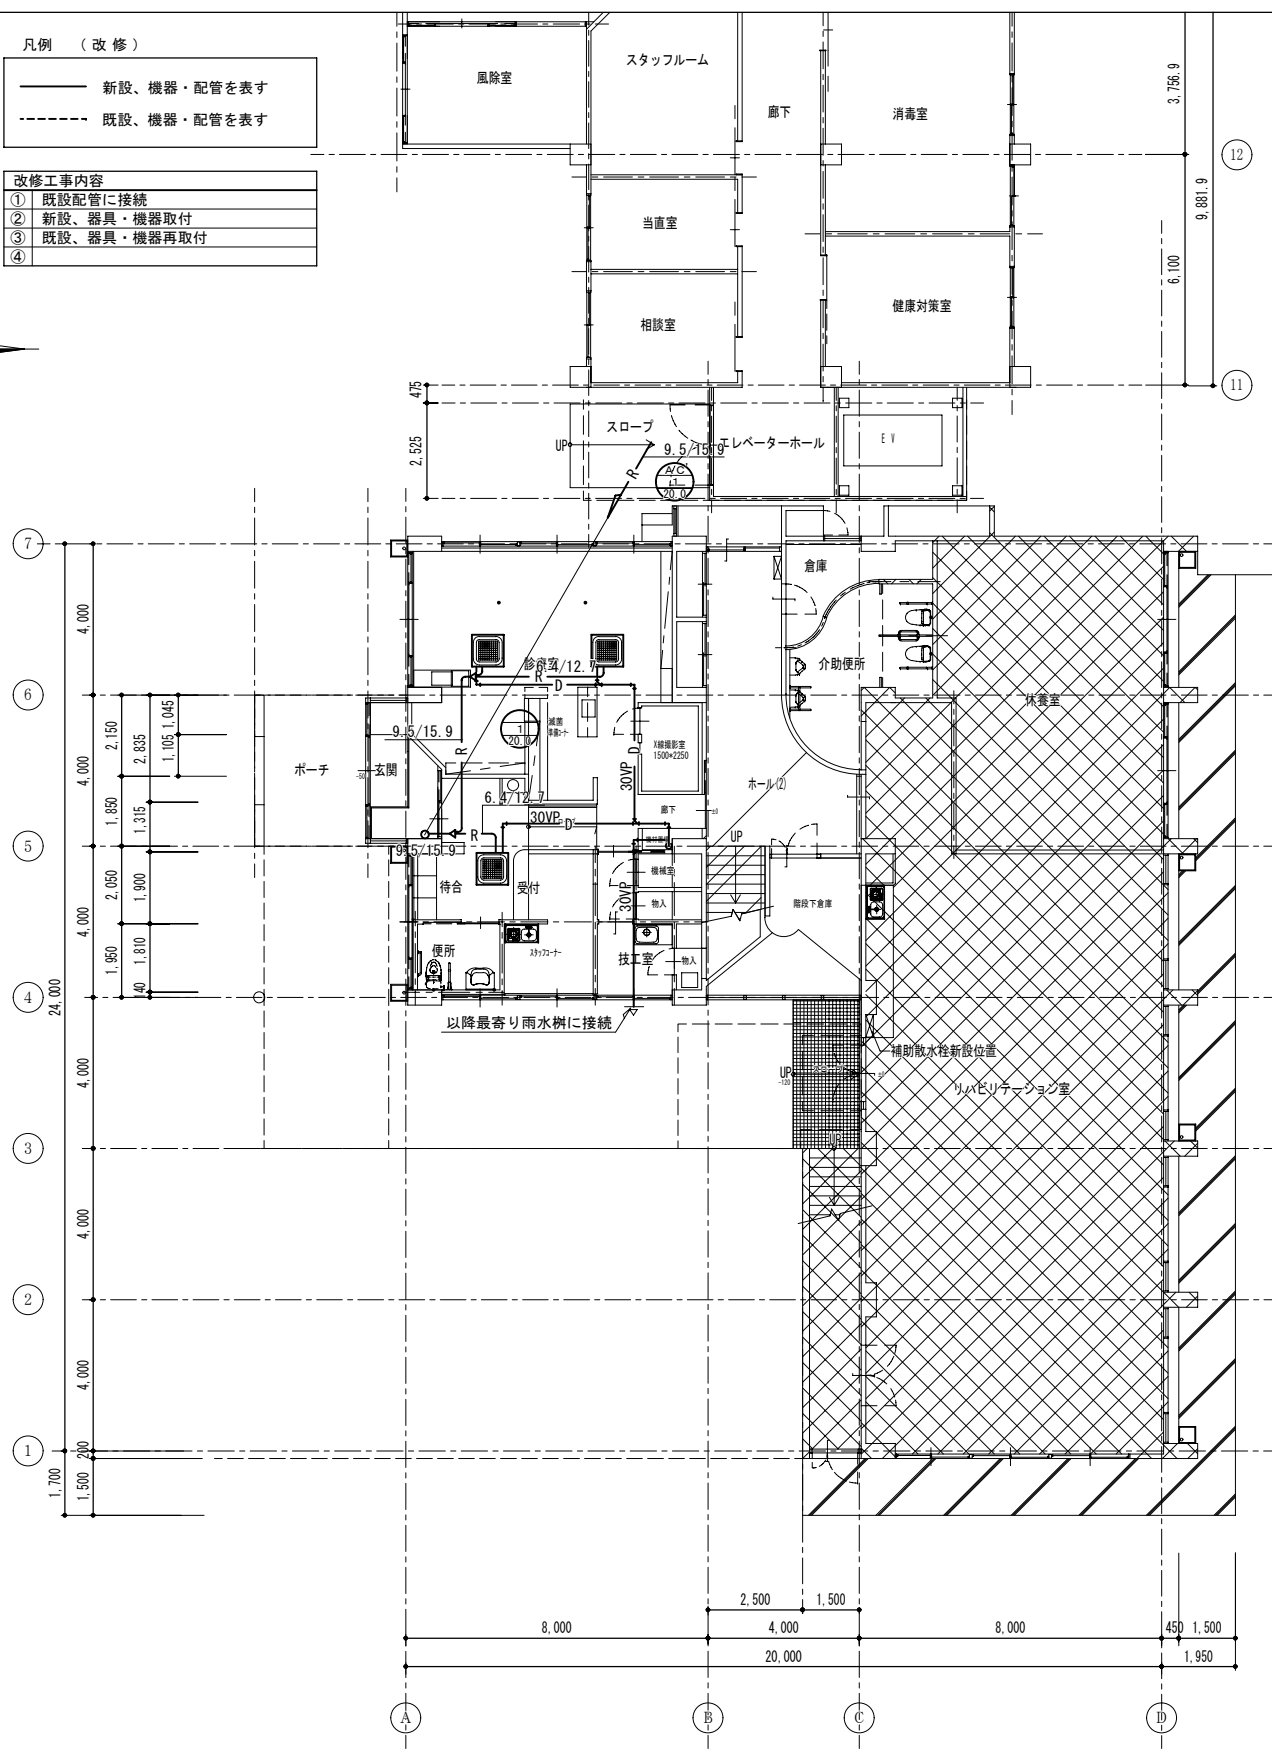 凡例 （改修）
新設、機器・配管を表す
既設、機器・配管を表す
改修工事内容
① 既設配管に接続
② 新設、器具・機器取付
③ 既設、器具・機器再取付
④
風除室
スタッフルーム
廊下
消毒室
3,756.9
12
9,881.9
当直室
相談室
健康対策室
6,100
11
475
2,525
スロープ
UP
エレベーターホール
EV
9.5/15.9
R
A/C
1
20.0
7
倉庫
4,000
診療室
6.4/12.7
R
D
介助便所
休養室
6
2,150
2,835
1,045
1,105
4,000
ポーチ
-50
玄関
9.5/15.9
R
1
20.0
滅菌
準備コーナー
X線撮影室
1500*2250
D
30VP
ホール(2)
1,850
1,315
6.4/12.7
30VP
D
廊下
±0
UP
5
9.5/15.9
R
2,050
1,900
4,000
待合
受付
機械室
物入
30VP
階段下倉庫
1,950
1,810
140
便所
スタッフコーナー
技工室
物入
4
24,000
以降最寄り雨水桝に接続
補助散水栓新設位置
UP
-120
リハビリテーション室
4,000
3
UP
4,000
2
4,000
1
200
1,700
1,500
2,500
1,500
8,000
4,000
8,000
450
1,500
20,000
1,950
A
B
C
D